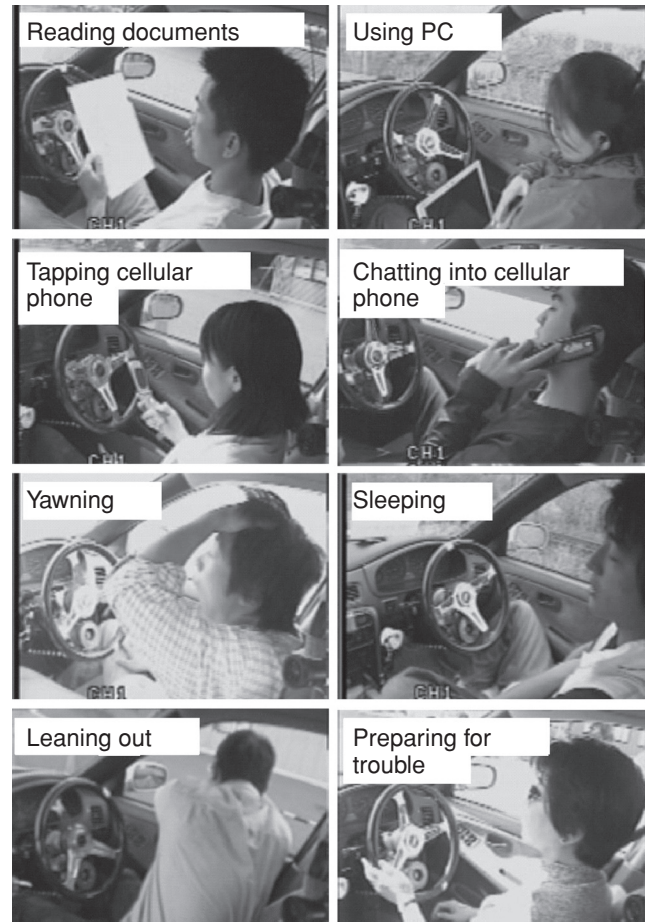 Reading documents
Using PC
CH1
Tapping cellular
phone
Chatting into cellular
phone
CH1
CH1
Yawning
Sleeping
CH1
CH1
Leaning out
Preparing for
trouble